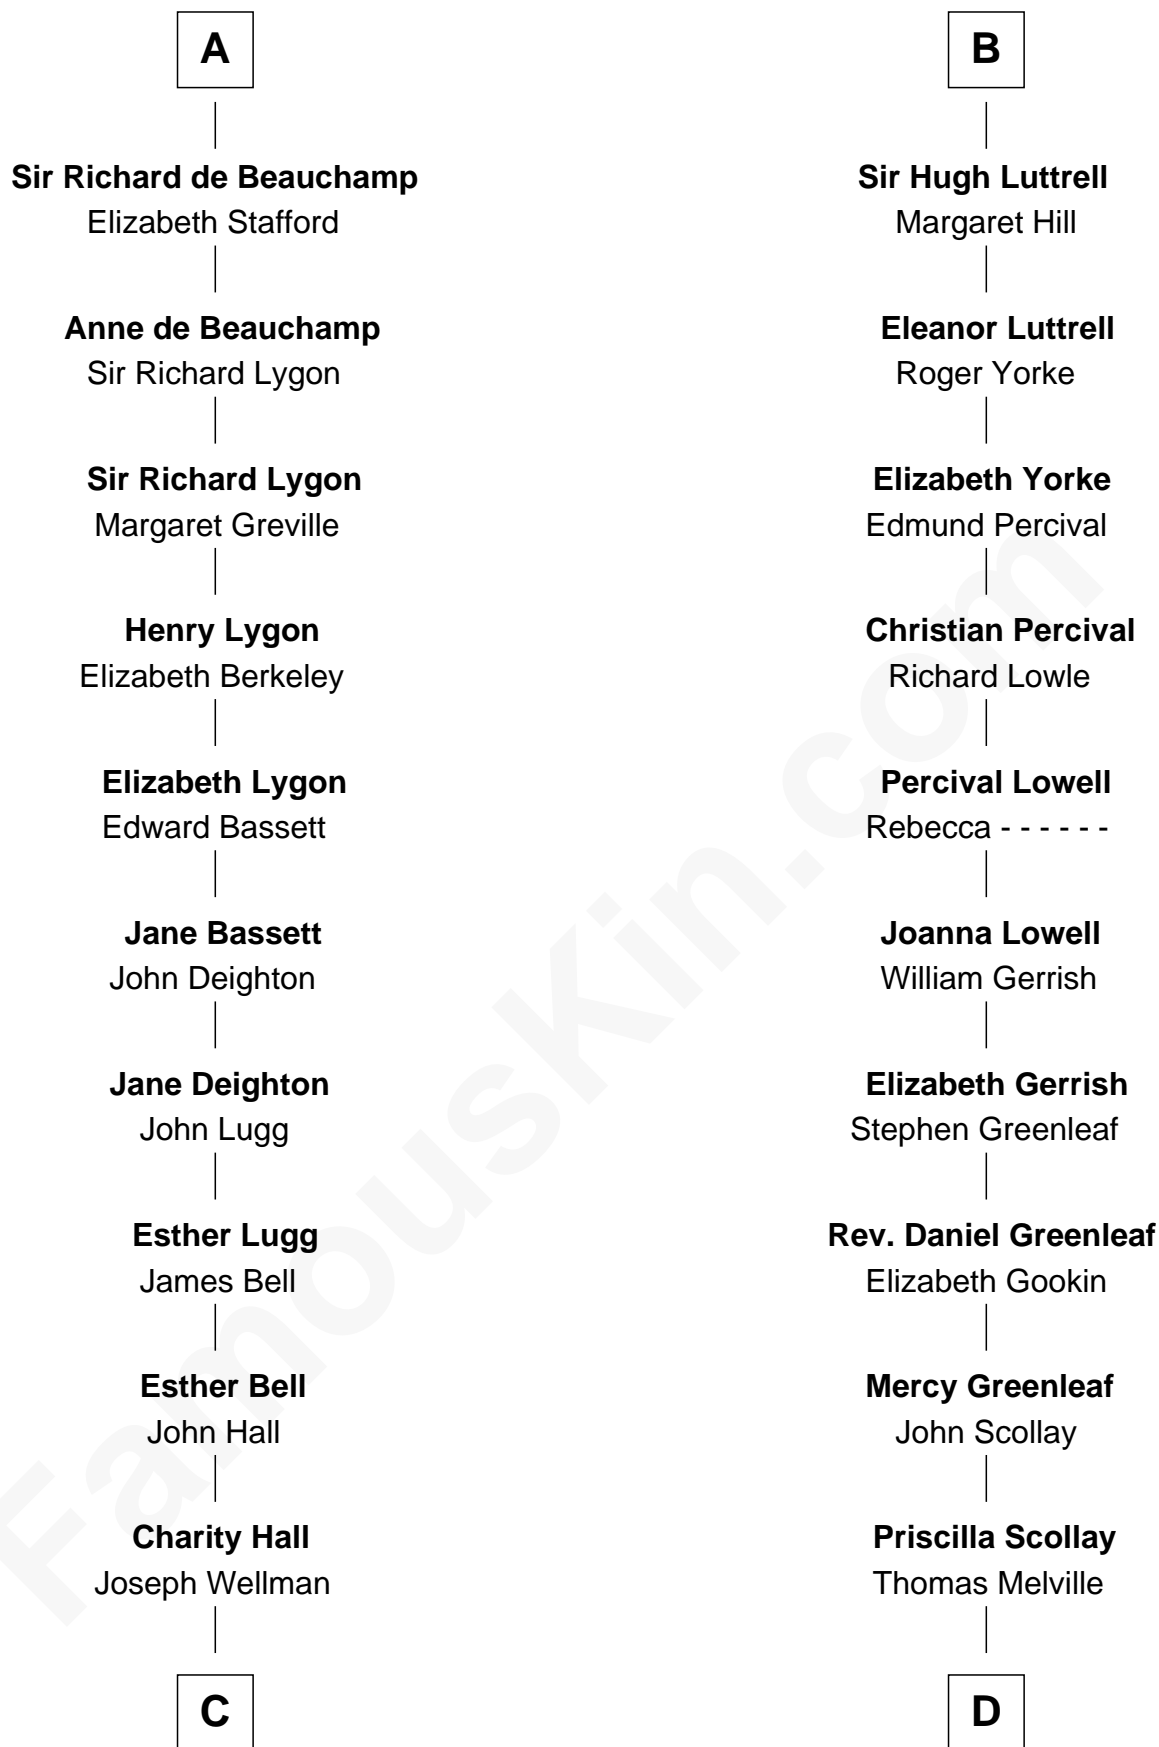 A
Sir Richard de Beauchamp
Elizabeth Stafford
Anne de Beauchamp
Sir Richard Lygon
Sir Richard Lygon
Margaret Greville
Henry Lygon
Elizabeth Berkeley
Elizabeth Lygon
Edward Bassett
Jane Bassett
John Deighton
Jane Deighton
John Lugg
Esther Lugg
James Bell
Esther Bell
John Hall
Charity Hall
Joseph Wellman
C
B
Sir Hugh Luttrell
Margaret Hill
Eleanor Luttrell
Roger Yorke
Elizabeth Yorke
Edmund Percival
Christian Percival
Richard Lowle
Percival Lowell
Rebecca - - - - - -
Joanna Lowell
William Gerrish
Elizabeth Gerrish
Stephen Greenleaf
Rev. Daniel Greenleaf
Elizabeth Gookin
Mercy Greenleaf
John Scollay
Priscilla Scollay
Thomas Melville
D
FamousKin.com